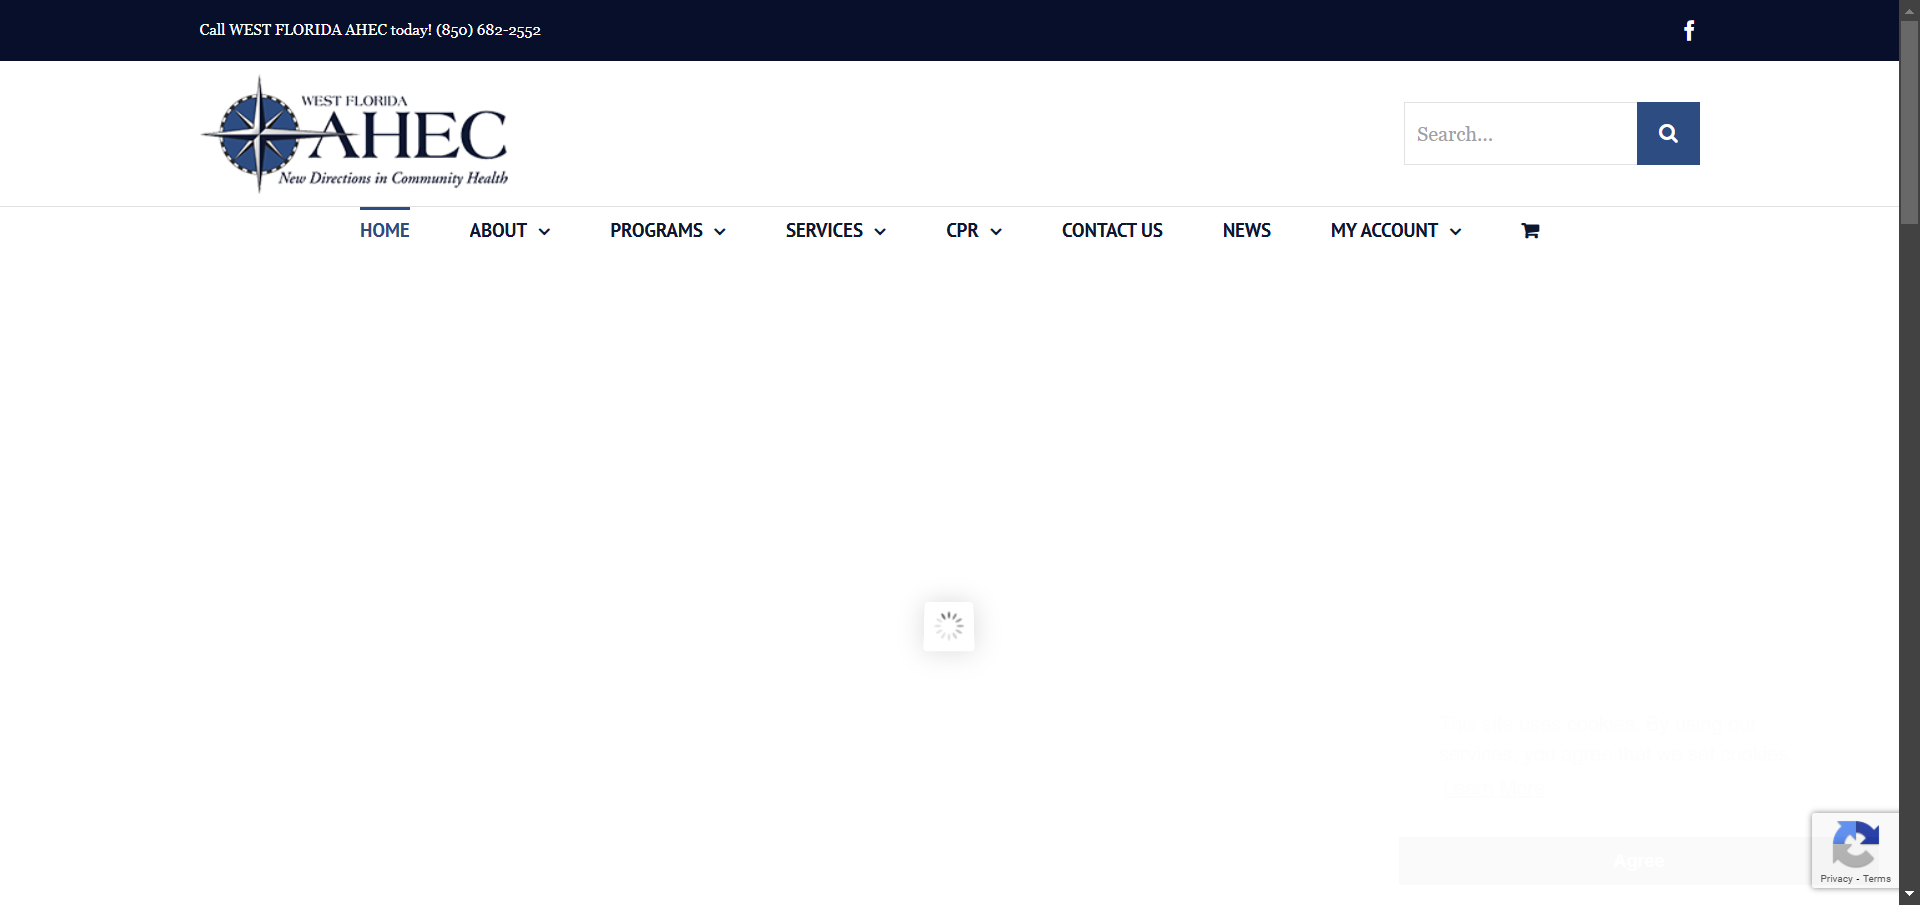 Call WEST FLORIDA AHEC today! (850) 682-2552
WEST FLORIDA
AHEC
New Directions in Community Health
Search...
HOME
ABOUT
PROGRAMS
SERVICES
CPR
CONTACT US
NEWS
MY ACCOUNT
Agree
Privacy - Terms